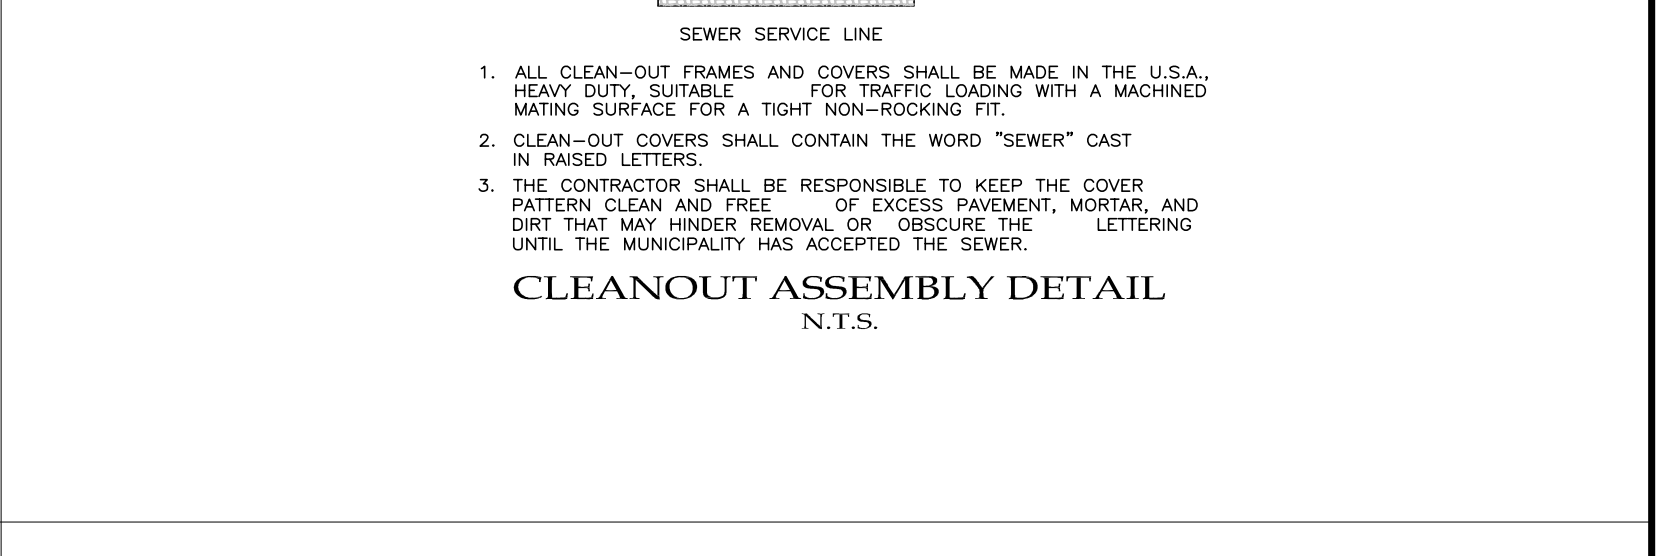 SEWER SERVICE LINE
1. ALL CLEAN-OUT FRAMES AND COVERS SHALL BE MADE IN THE U.S.A.,
HEAVY DUTY, SUITABLE FOR TRAFFIC LOADING WITH A MACHINED
MATING SURFACE FOR A TIGHT NON-ROCKING FIT.
2. CLEAN-OUT COVERS SHALL CONTAIN THE WORD "SEWER" CAST
IN RAISED LETTERS.
3. THE CONTRACTOR SHALL BE RESPONSIBLE TO KEEP THE COVER
PATTERN CLEAN AND FREE OF EXCESS PAVEMENT, MORTAR, AND
DIRT THAT MAY HINDER REMOVAL OR OBSCURE THE LETTERING
UNTIL THE MUNICIPALITY HAS ACCEPTED THE SEWER.
CLEANOUT ASSEMBLY DETAIL
N.T.S.